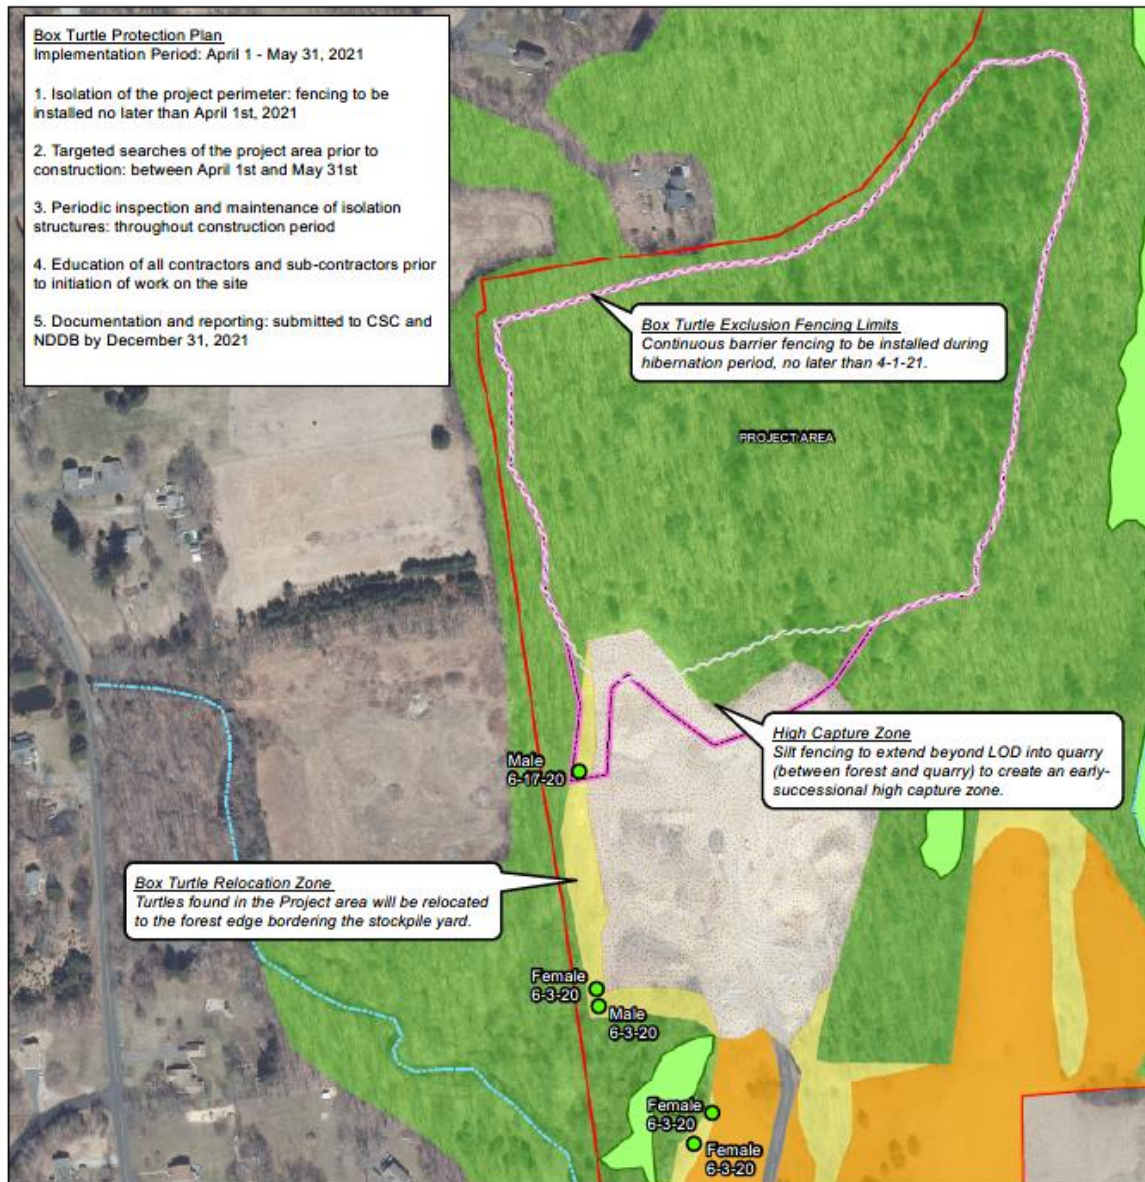 Box Turtle Protection Plan
Implementation Period: April 1 - May 31, 2021
1. Isolation of the project perimeter: fencing to be
installed no later than April 1st, 2021
2. Targeted searches of the project area prior to
construction: between April 1st and May 31st
3. Periodic inspection and maintenance of isolation
structures: throughout construction period
4. Education of all contractors and sub-contractors prior
to initiation of work on the site
5. Documentation and reporting: submitted to CSC and
NDDB by December 31, 2021
Box Turtle Exclusion Fencing Limits
Continuous barrier fencing to be installed during
hibernation period, no later than 4-1-21.
PROJECT AREA
High Capture Zone
Silt fencing to extend beyond LOD into quarry
(between forest and quarry) to create an early-
successional high capture zone.
Male
6-17-20
Box Turtle Relocation Zone
Turtles found in the Project area will be relocated
to the forest edge bordering the stockpile yard.
Female
6-3-20
Male
6-3-20
Female
6-3-20
Female
6-3-20